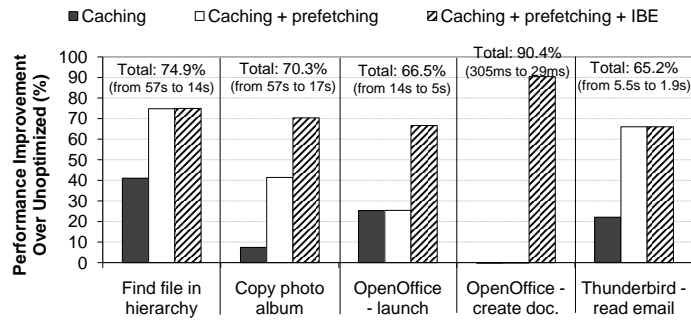 Caching Caching + prefetching Caching + prefetching + IBE
Performance Improvement
Over Unoptimized (%)
100
90
80
70
60
50
40
30
20
10
0
Total: 74.9%
(from 57s to 14s)
Total: 70.3%
(from 57s to 17s)
Total: 66.5%
(from 14s to 5s)
Total: 90.4%
(305ms to 29ms)
Total: 65.2%
(from 5.5s to 1.9s)
Find file in
hierarchy
Copy photo
album
OpenOffice
- launch
OpenOffice -
create doc.
Thunderbird -
read email